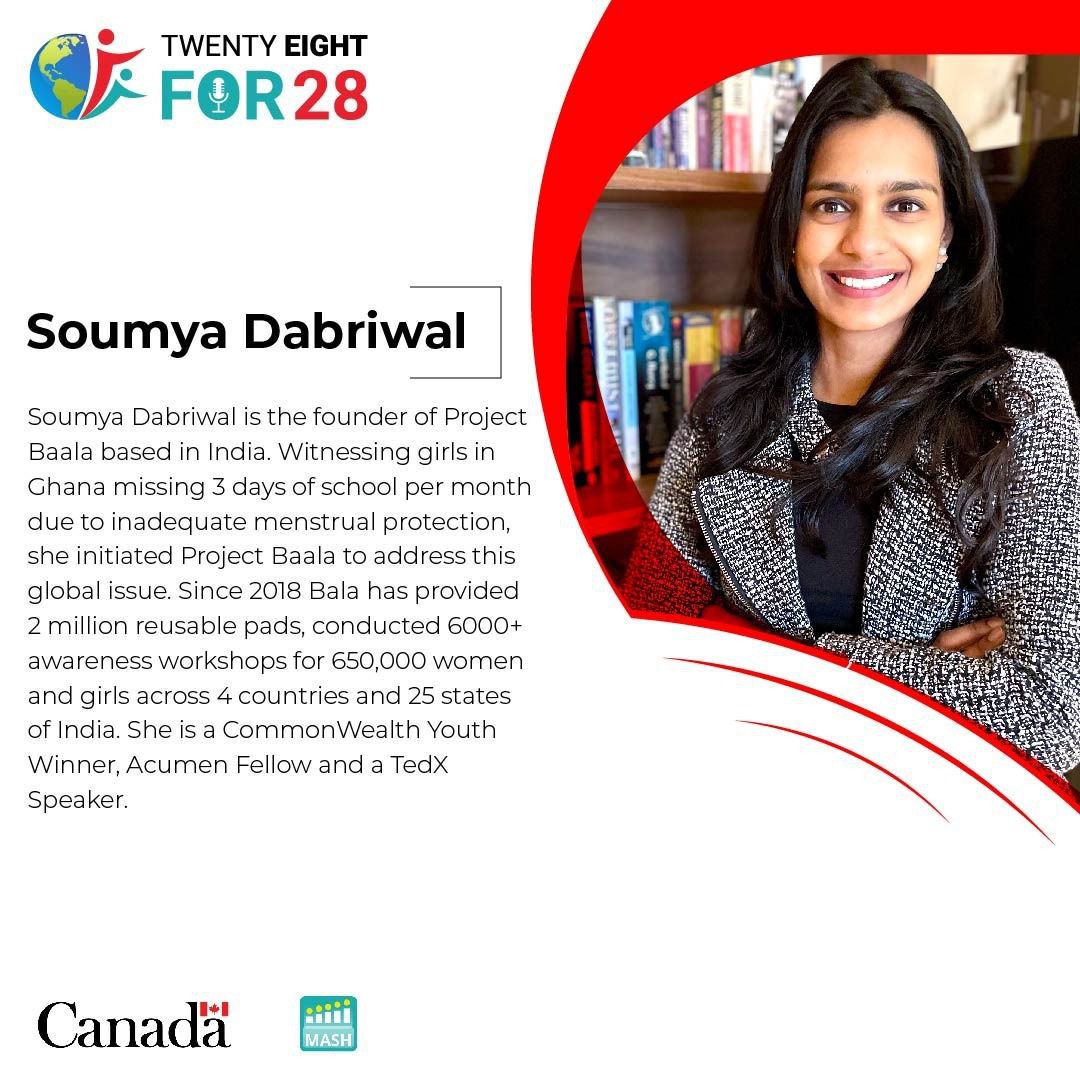 TWENTY EIGHT
FOR 28
Soumya Dabriwal
Soumya Dabriwal is the founder of Project
Baala based in India. Witnessing girls in
Ghana missing 3 days of school per month
due to inadequate menstrual protection,
she initiated Project Baala to address this
global issue. Since 2018 Bala has provided
2 million reusable pads, conducted 6000+
awareness workshops for 650,000 women
and girls across 4 countries and 25 states
of India. She is a CommonWealth Youth
Winner, Acumen Fellow and a TedX
Speaker.
Canada
MASH